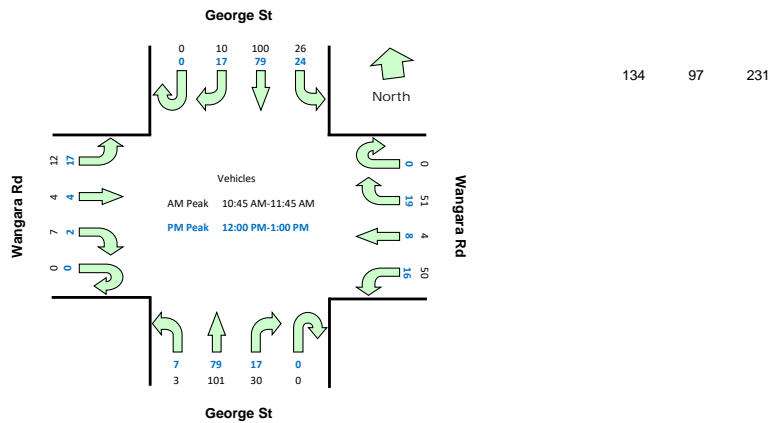 George St
0 10 100 26
0 17 79 24
North
134 97 231
12 17
4 4
7 2
0 0
Wangara Rd
Vehicles
AM Peak 10:45 AM-11:45 AM
PM Peak 12:00 PM-1:00 PM
0 0
19 51
8 4
16 50
Wangara Rd
7 79 17 0
3 101 30 0
George St